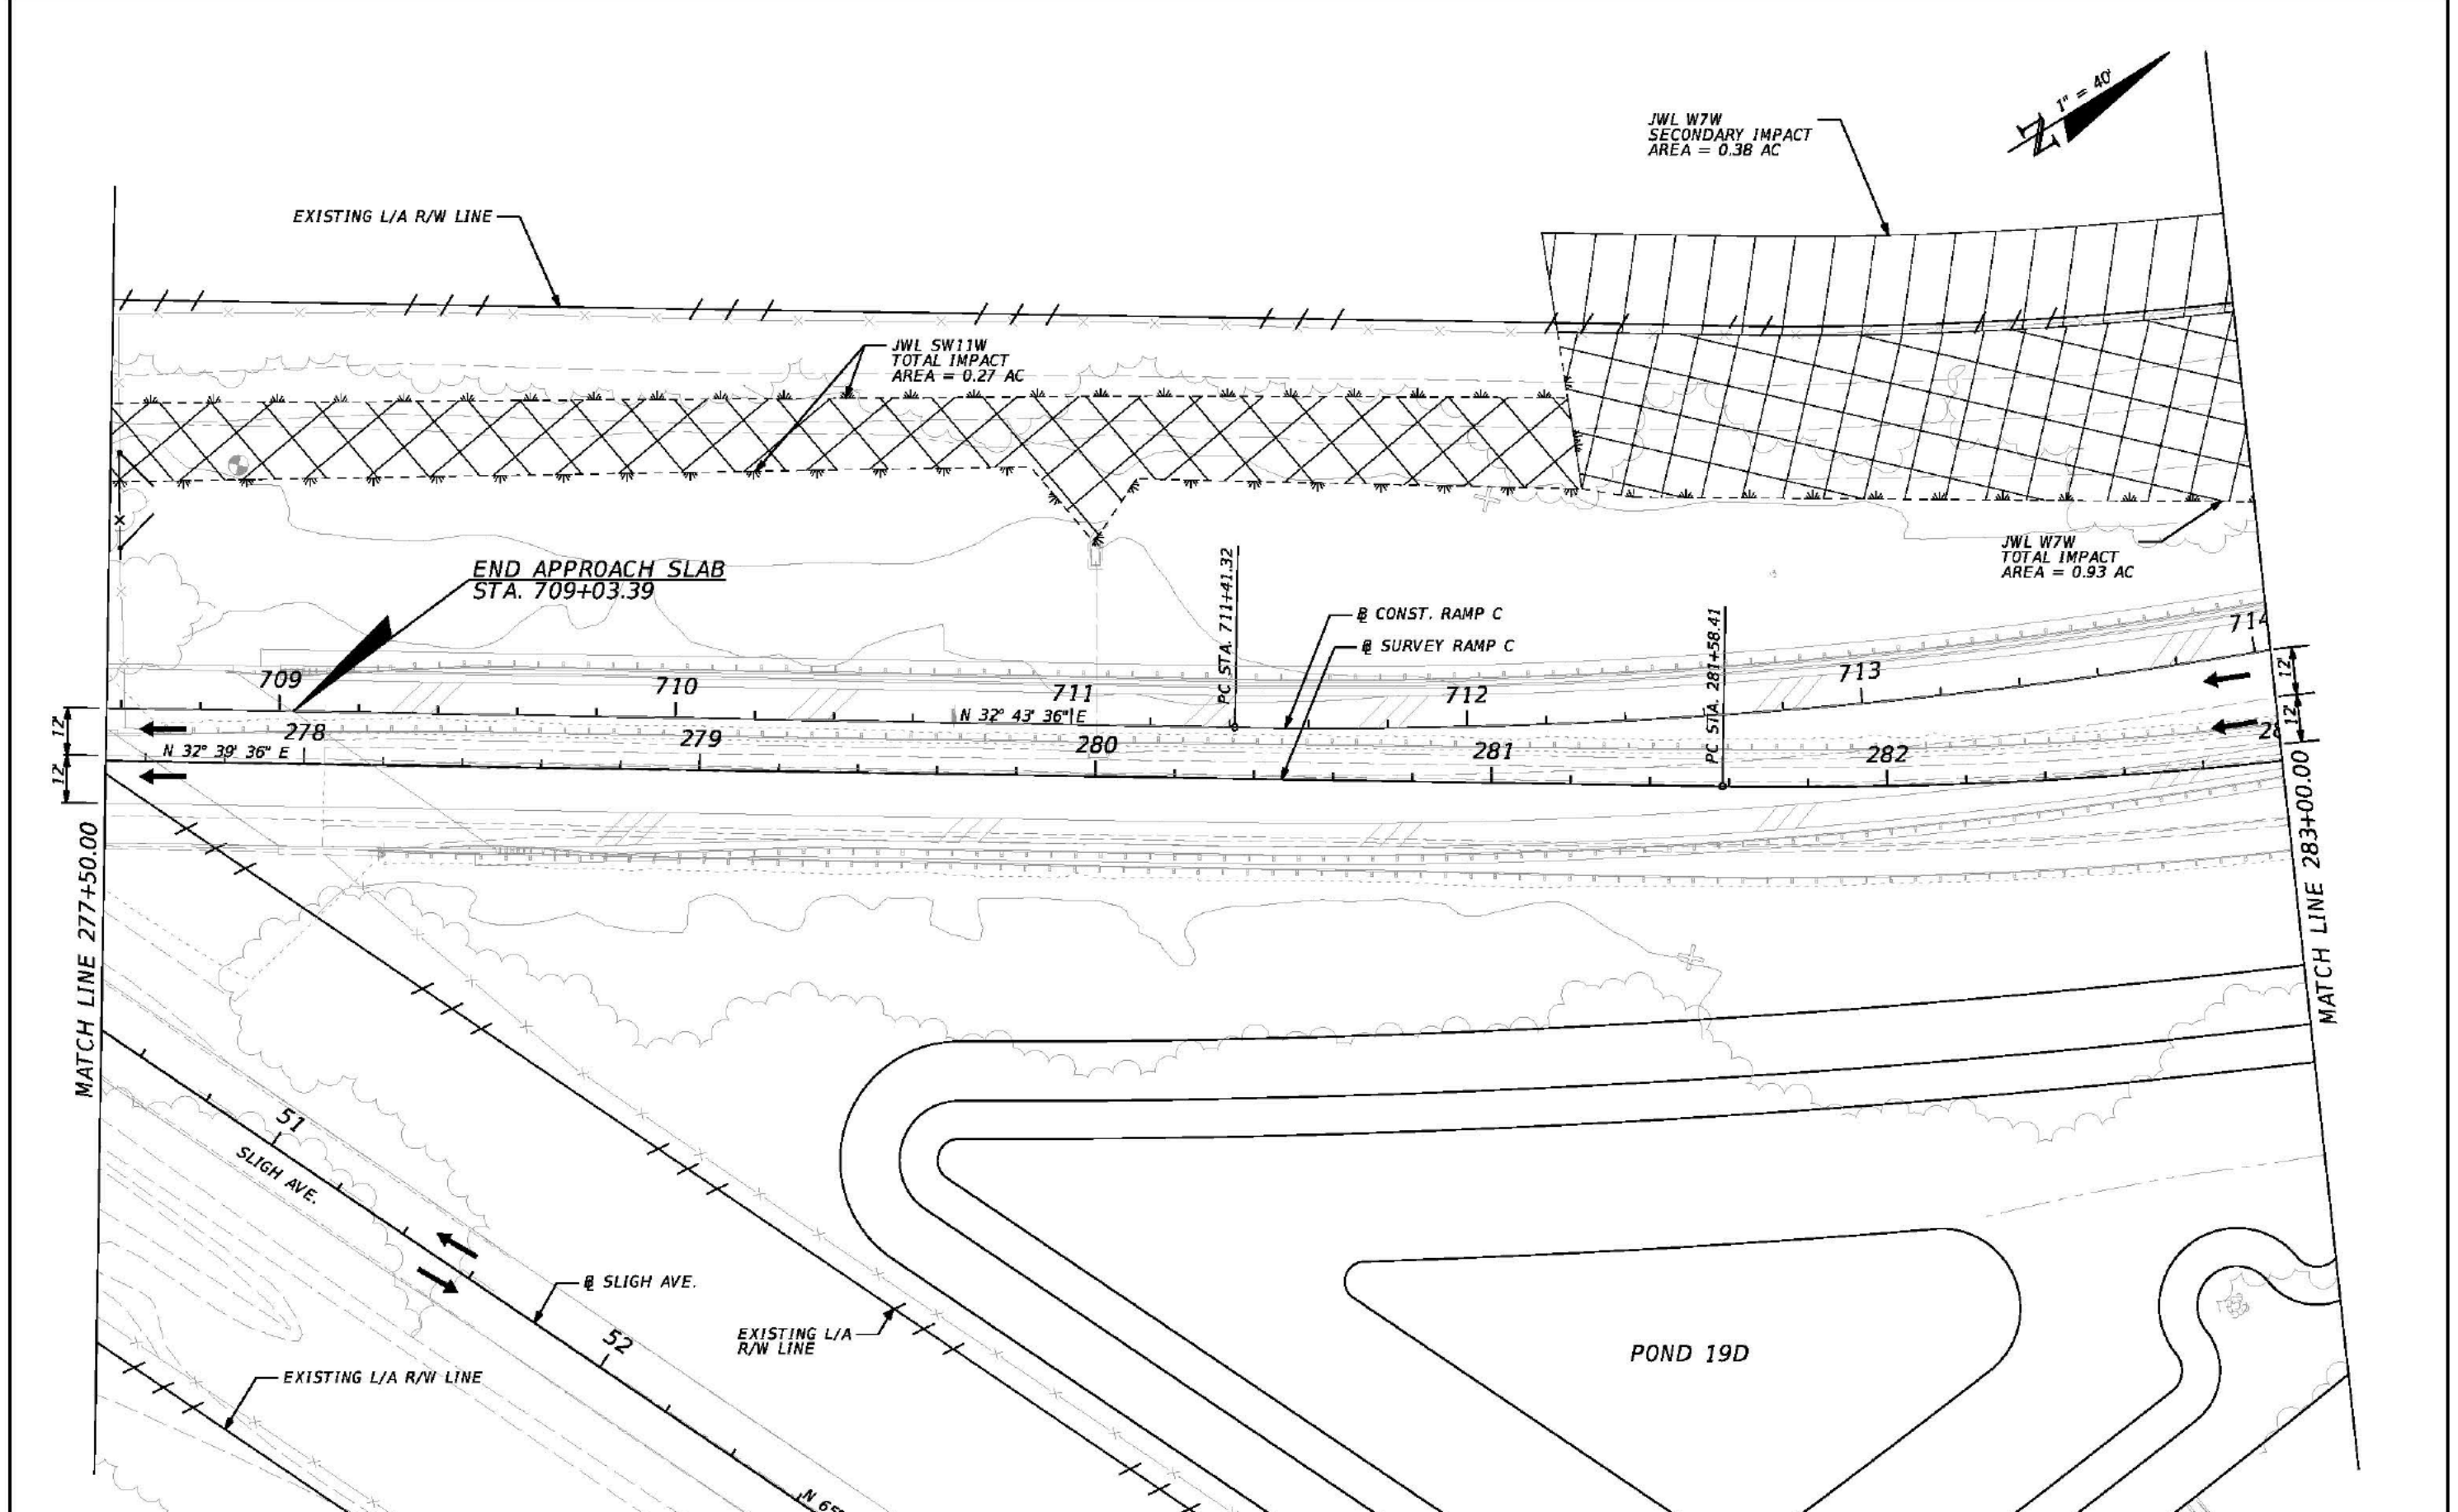 1" = 40'
N
JWL W7W
SECONDARY IMPACT
AREA = 0.38 AC
EXISTING L/A R/W LINE
JWL SW11W
TOTAL IMPACT
AREA = 0.27 AC
JWL W7W
TOTAL IMPACT
AREA = 0.93 AC
END APPROACH SLAB
STA. 709+03.39
PC STA. 711+41.32
℄ CONST. RAMP C
℄ SURVEY RAMP C
PC STA. 281+58.41
709
710
711
712
713
714
N 32° 43' 36" E
12'
12'
12'
12'
278
279
280
281
282
28
N 32° 39' 36" E
MATCH LINE 277+50.00
MATCH LINE 283+00.00
51
SLIGH AVE.
℄ SLIGH AVE.
52
EXISTING L/A
R/W LINE
EXISTING L/A R/W LINE
POND 19D